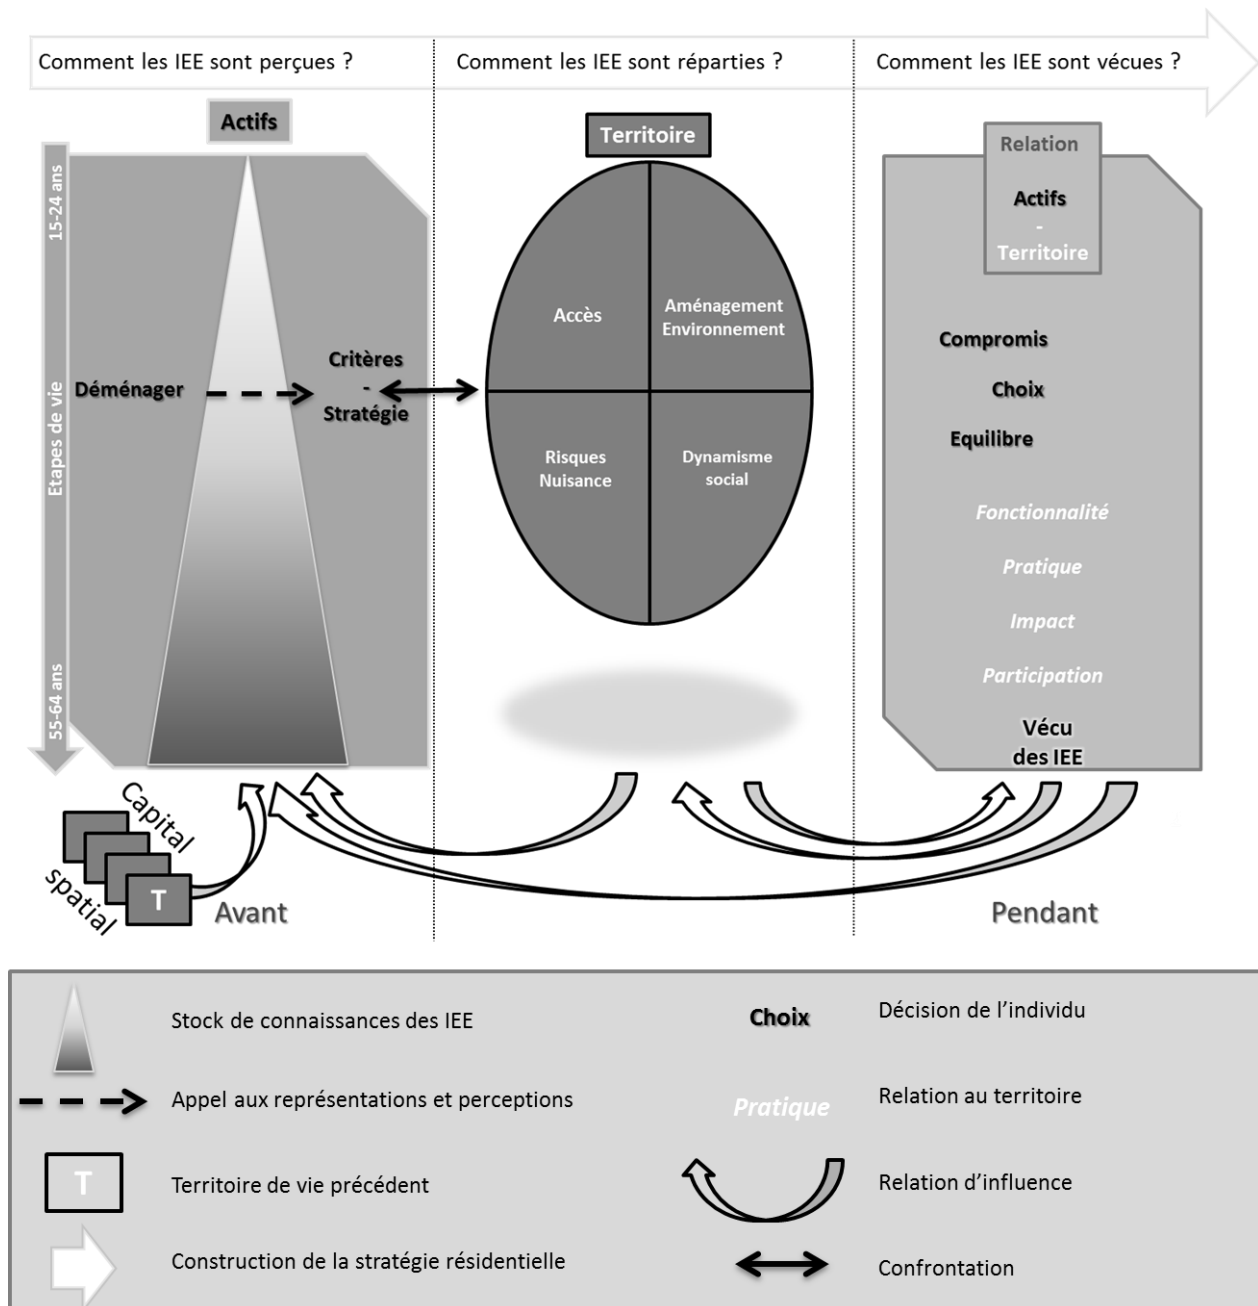 Comment les IEE sont perçues ?
Comment les IEE sont réparties ?
Comment les IEE sont vécues ?
Actifs
15-24 ans
Etapes de vie
55-64 ans
Déménager
Critères
-
Stratégie
Territoire
Accès
Aménagement
Environnement
Risques
Nuisance
Dynamisme
social
Relation
Actifs
-
Territoire
Compromis
Choix
Equilibre
Fonctionnalité
Pratique
Impact
Participation
Vécu
des IEE
Capital
spatial
T
Avant
Pendant
Stock de connaissances des IEE
Appel aux représentations et perceptions
T
Territoire de vie précédent
Construction de la stratégie résidentielle
Choix
Décision de l'individu
Pratique
Relation au territoire
Relation d'influence
Confrontation